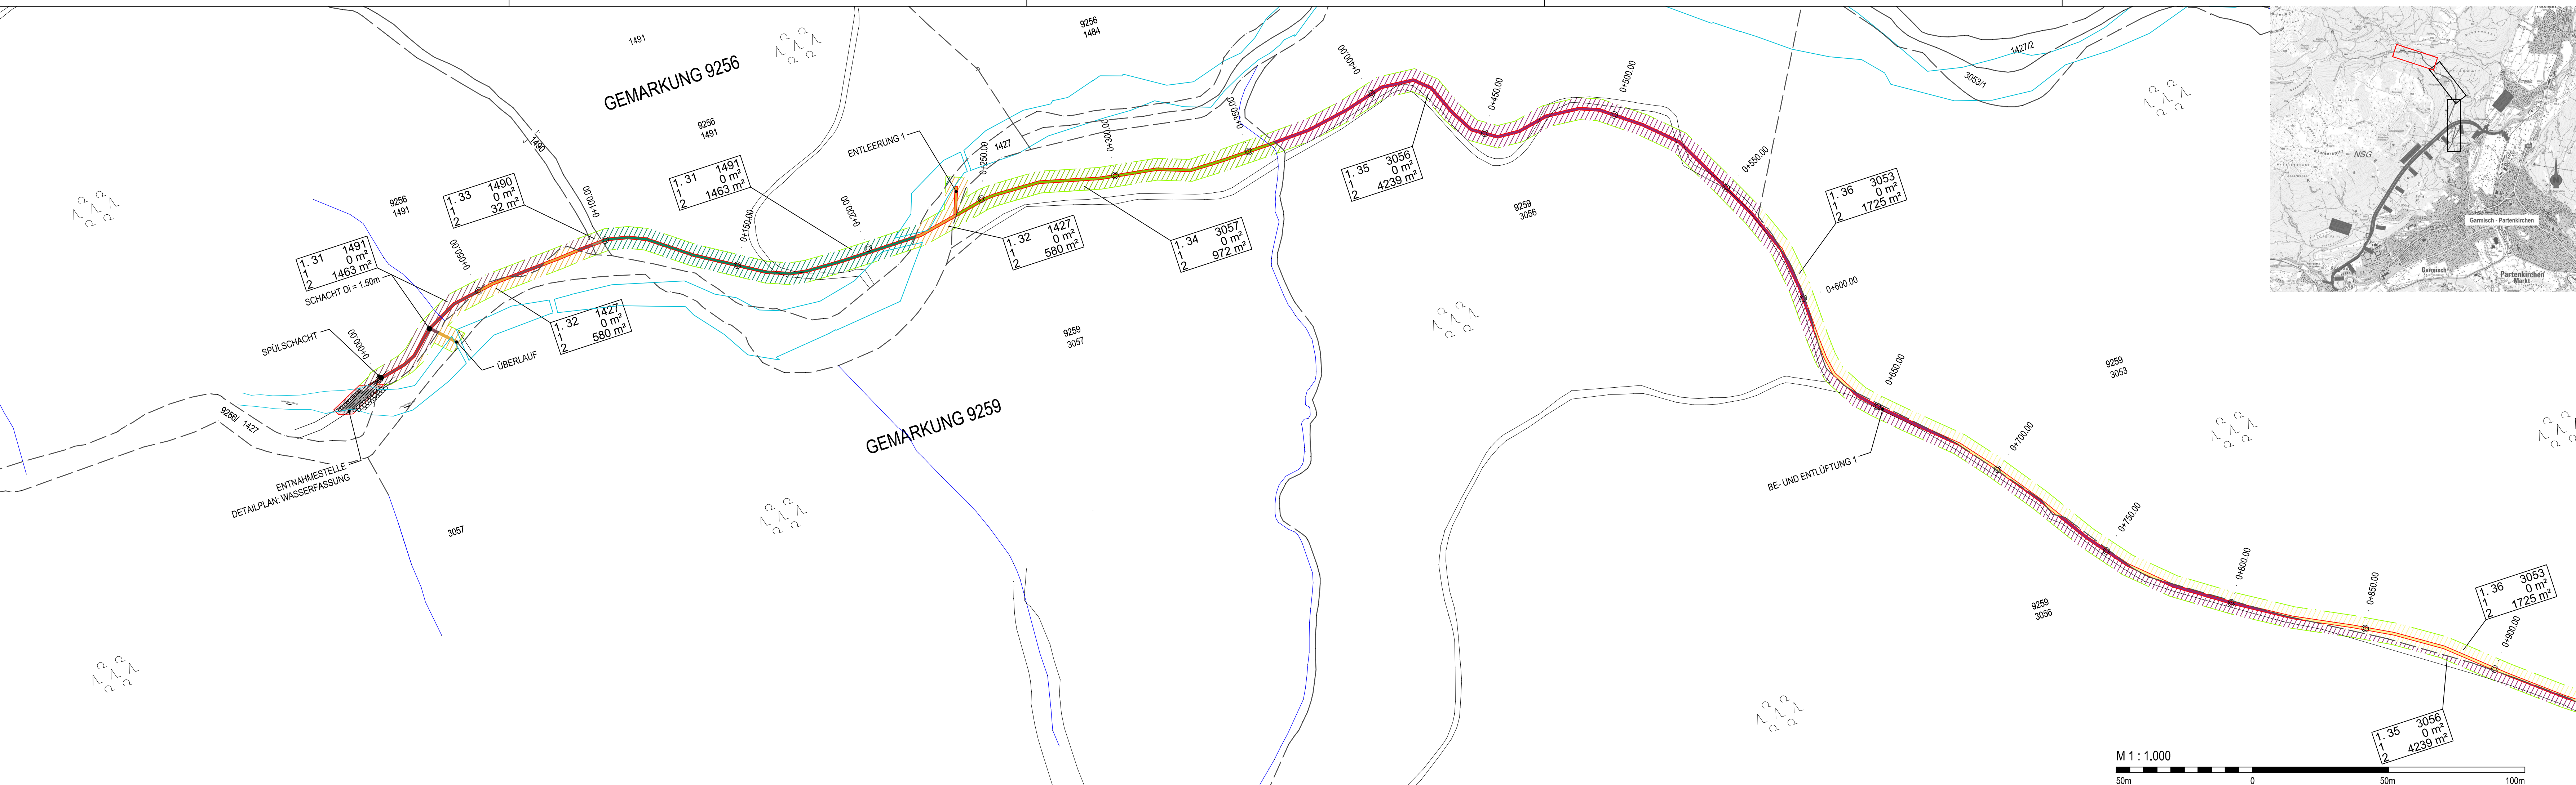 GEMARKUNG 9256
1491
9256
1484
1427/2
3053/1
1490
9256
1491
9256
1491
ENTLEERUNG 1
1427
1. 33 1490
1 0 m²
2 32 m²
1. 31 1491
1 0 m²
2 1463 m²
1. 31 1491
1 0 m²
2 1463 m²
SCHACHT Di = 1.50m
SPÜLSCHACHT
ÜBERLAUF
1. 32 1427
1 0 m²
2 580 m²
1. 32 1427
1 0 m²
2 580 m²
1. 34 3057
1 0 m²
2 972 m²
1. 35 3056
1 0 m²
2 4239 m²
1. 36 3053
1 0 m²
2 1725 m²
0+000.00
0+050.00
0+100.00
0+150.00
0+200.00
0+250.00
0+300.00
0+350.00
0+400.00
0+450.00
0+500.00
0+550.00
0+600.00
0+650.00
0+700.00
0+750.00
0+800.00
0+850.00
0+900.00
9256/ 1427
ENTNAHMESTELLE
DETAILPLAN: WASSERFASSUNG
3057
GEMARKUNG 9259
9259
3057
9259
3056
9259
3053
BE- UND ENTLÜFTUNG 1
9259
3056
1. 36 3053
1 0 m²
2 1725 m²
1. 35 3056
1 0 m²
2 4239 m²
M 1 : 1.000
50m 0 50m 100m
NSG
Garmisch - Partenkirchen
Garmisch
Partenkirchen
Markt